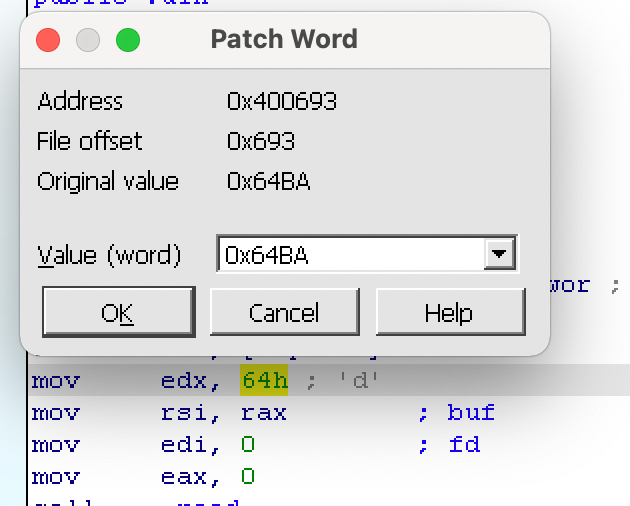 Patch Word
Address 0x400693
File offset 0x693
Original value 0x64BA
Value (word) 0x64BA
wor ;
OK Cancel Help
mov edx, 64h ; 'd'
mov rsi, rax ; buf
mov edi, 0 ; fd
mov eax, 0